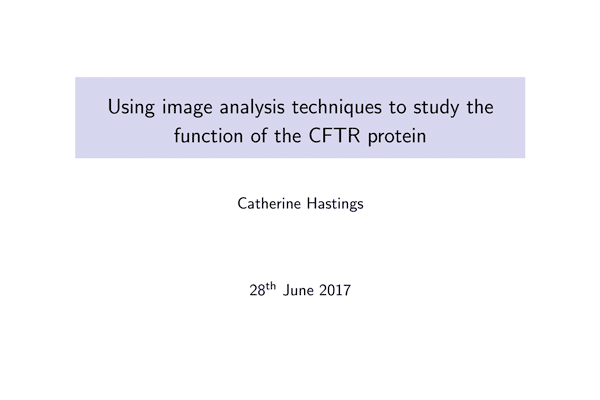 Using image analysis techniques to study the
function of the CFTR protein
Catherine Hastings
28th June 2017